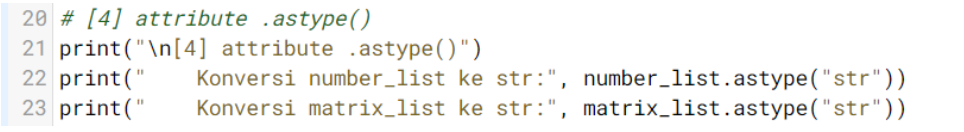 20 # [4] attribute .astype()
21 print("\n[4] attribute .astype()")
22 print("    Konversi number_list ke str:", number_list.astype("str"))
23 print("    Konversi matrix_list ke str:", matrix_list.astype("str"))